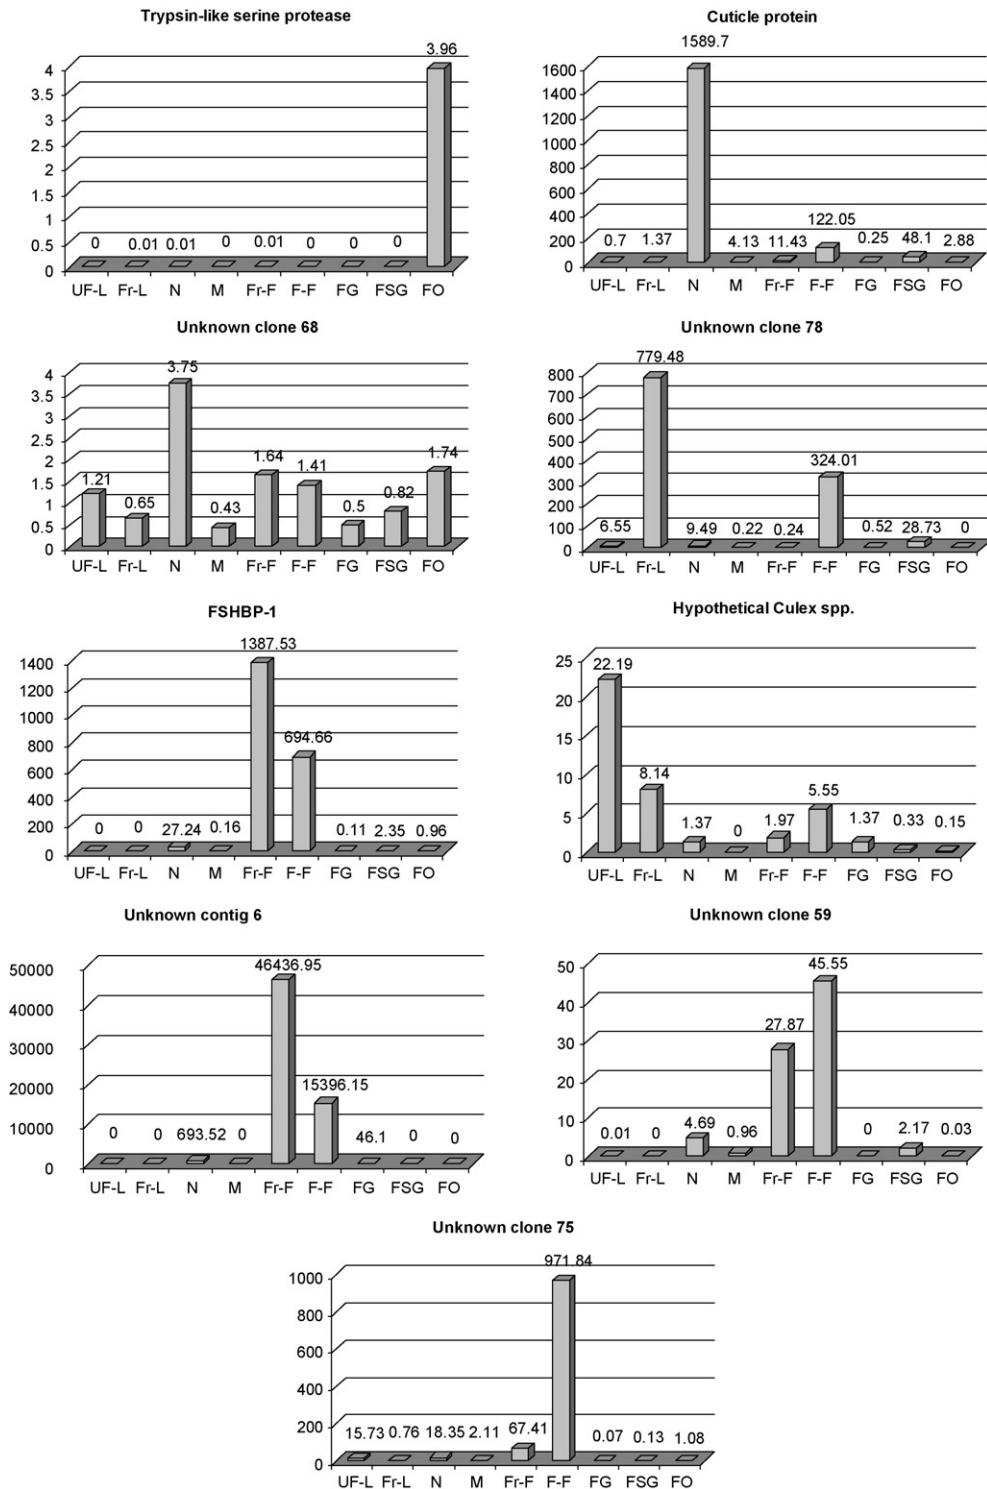 Trypsin-like serine protease
3.96
4
3.5
3
2.5
2
1.5
1
0.5
0
0 0.01 0.01 0 0.01 0 0 0
UF-L Fr-L N M Fr-F F-F FG FSG FO
Cuticle protein
1589.7
1600
1400
1200
1000
800
600
400
200
0
0.7 1.37 4.13 11.43 122.05 0.25 48.1 2.88
UF-L Fr-L N M Fr-F F-F FG FSG FO
Unknown clone 68
4
3.5
3
2.5
2
1.5
1
0.5
0
1.21 0.65 3.75 0.43 1.64 1.41 0.5 0.82 1.74
UF-L Fr-L N M Fr-F F-F FG FSG FO
Unknown clone 78
800
700
600
500
400
300
200
100
0
6.55 779.48 9.49 0.22 0.24 324.01 0.52 28.73 0
UF-L Fr-L N M Fr-F F-F FG FSG FO
FSHBP-1
1400
1200
1000
800
600
400
200
0
0 0 27.24 0.16 1387.53 694.66 0.11 2.35 0.96
UF-L Fr-L N M Fr-F F-F FG FSG FO
Hypothetical Culex spp.
25
20
15
10
5
0
22.19 8.14 1.37 0 1.97 5.55 1.37 0.33 0.15
UF-L Fr-L N M Fr-F F-F FG FSG FO
Unknown contig 6
50000
40000
30000
20000
10000
0
0 0 693.52 0 46436.95 15396.15 46.1 0 0
UF-L Fr-L N M Fr-F F-F FG FSG FO
Unknown clone 59
50
40
30
20
10
0
0.01 0 4.69 0.96 27.87 45.55 0 2.17 0.03
UF-L Fr-L N M Fr-F F-F FG FSG FO
Unknown clone 75
1000
800
600
400
200
0
15.73 0.76 18.35 2.11 67.41 971.84 0.07 0.13 1.08
UF-L Fr-L N M Fr-F F-F FG FSG FO